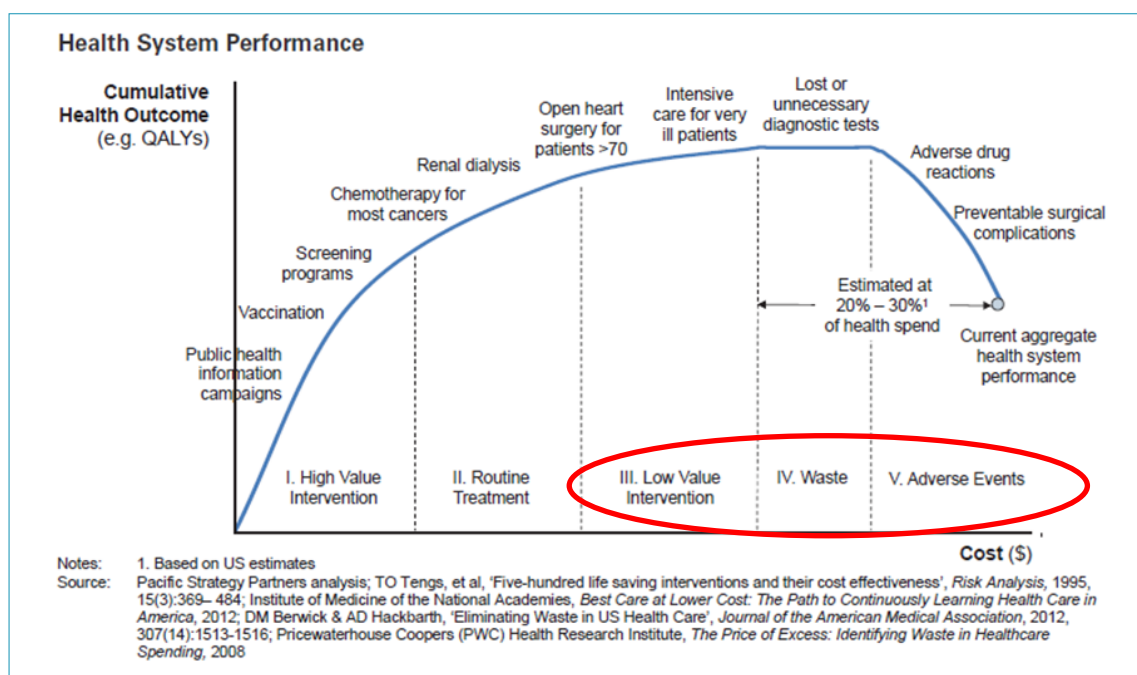 Health System Performance
Cumulative
Health Outcome
(e.g. QALYs)
Public health
information
campaigns
Vaccination
Screening
programs
Chemotherapy for
most cancers
Renal dialysis
Open heart
surgery for
patients >70
Intensive
care for very
ill patients
Lost or
unnecessary
diagnostic tests
Adverse drug
reactions
Preventable surgical
complications
Estimated at
20% – 30%¹
of health spend
Current aggregate
health system
performance
I. High Value
Intervention
II. Routine
Treatment
III. Low Value
Intervention
IV. Waste
V. Adverse Events
Cost ($)
Notes: 1. Based on US estimates
Source: Pacific Strategy Partners analysis; TO Tengs, et al, ‘Five-hundred life saving interventions and their cost effectiveness’, Risk Analysis, 1995,
15(3):369– 484; Institute of Medicine of the National Academies, Best Care at Lower Cost: The Path to Continuously Learning Health Care in
America, 2012; DM Berwick & AD Hackbarth, ‘Eliminating Waste in US Health Care’, Journal of the American Medical Association, 2012,
307(14):1513-1516; Pricewaterhouse Coopers (PWC) Health Research Institute, The Price of Excess: Identifying Waste in Healthcare
Spending, 2008